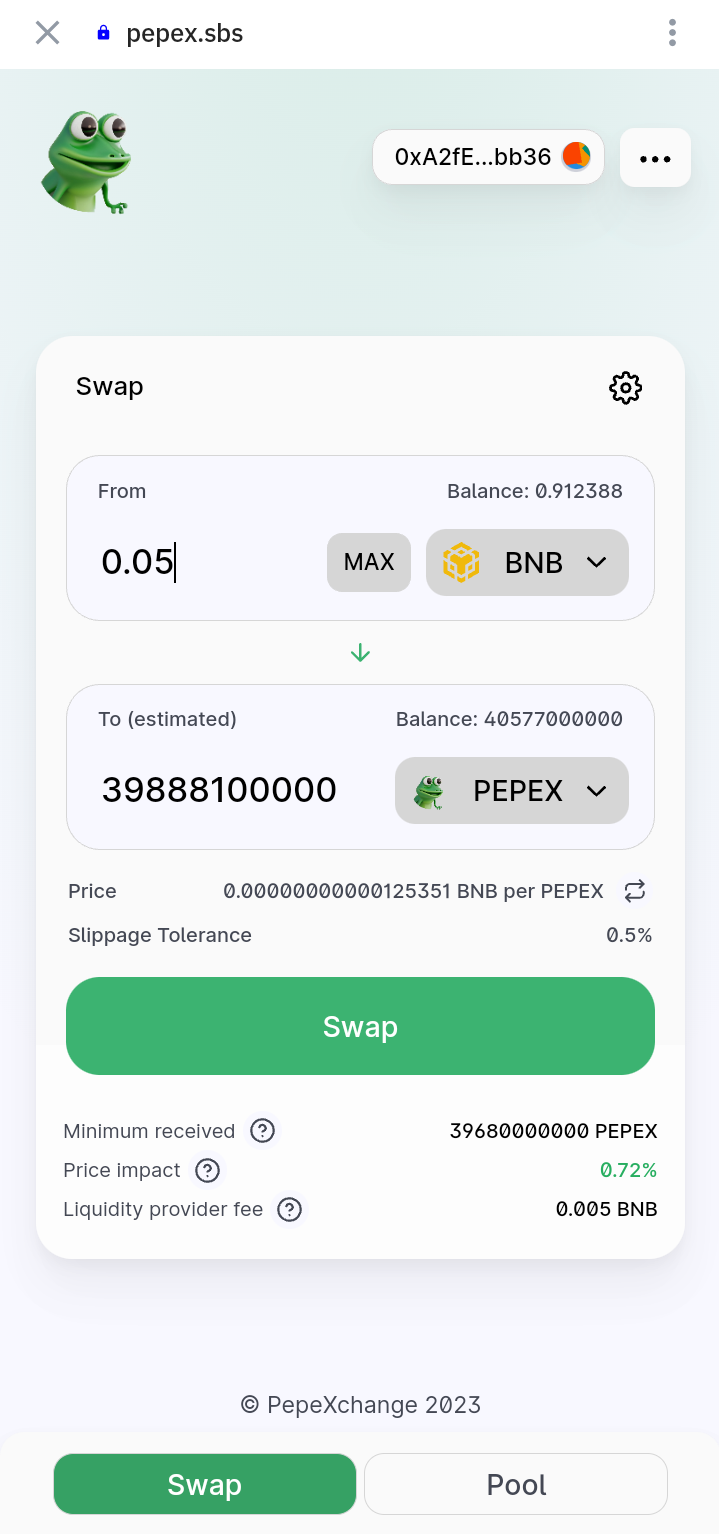 pepex.sbs
0xA2fE...bb36
Swap
From Balance: 0.912388
0.05 MAX BNB
To (estimated) Balance: 40577000000
39888100000 PEPEX
Price 0.00000000000125351 BNB per PEPEX
Slippage Tolerance 0.5%
Swap
Minimum received ? 39680000000 PEPEX
Price impact ? 0.72%
Liquidity provider fee ? 0.005 BNB
© PepeXchange 2023
Swap Pool